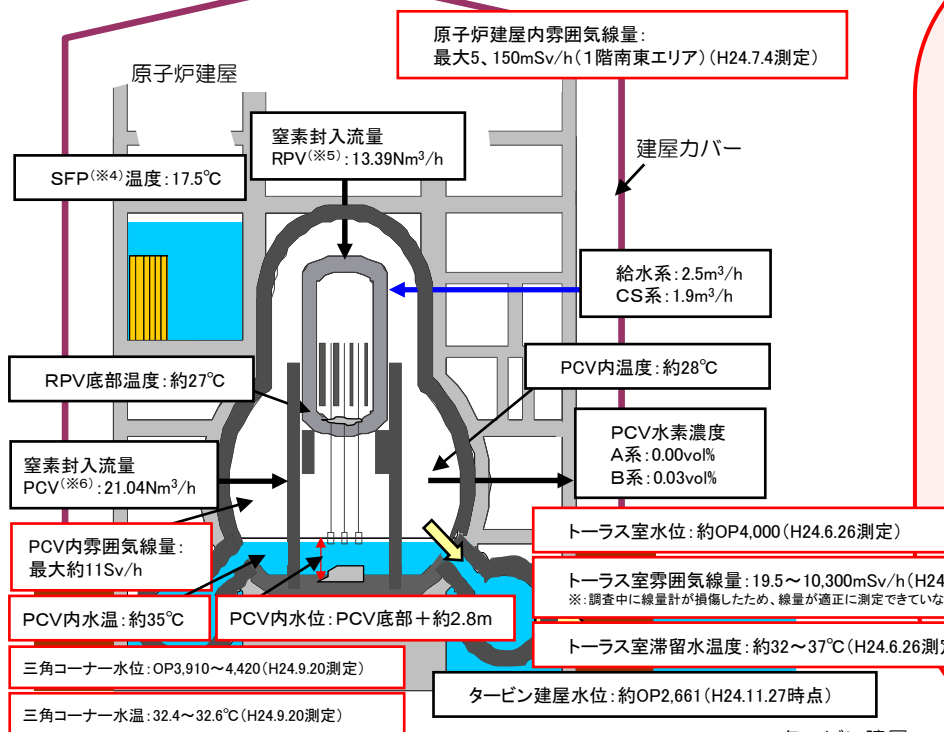 原子炉建屋内雰囲気線量:
最大5、150mSv/h(1階南東エリア)(H24.7.4測定)
原子炉建屋
窒素封入流量
RPV(※5):13.39Nm³/h
建屋カバー
SFP(※4)温度:17.5℃
給水系:2.5m³/h
CS系:1.9m³/h
RPV底部温度:約27℃
PCV内温度:約28℃
PCV水素濃度
A系:0.00vol%
B系:0.03vol%
窒素封入流量
PCV(※6):21.04Nm³/h
PCV内雰囲気線量:
最大約11Sv/h
トーラス室水位:約OP4,000(H24.6.26測定)
トーラス室雰囲気線量:19.5~10,300mSv/h(H24
※:調査中に線量計が損傷したため、線量が適正に測定できていな
PCV内水温:約35℃
PCV内水位:PCV底部+約2.8m
トーラス室滞留水温度:約32~37℃(H24.6.26測
三角コーナー水位:OP3,910~4,420(H24.9.20測定)
タービン建屋水位:約OP2,661(H24.11.27時点)
三角コーナー水温:32.4~32.6℃(H24.9.20測定)